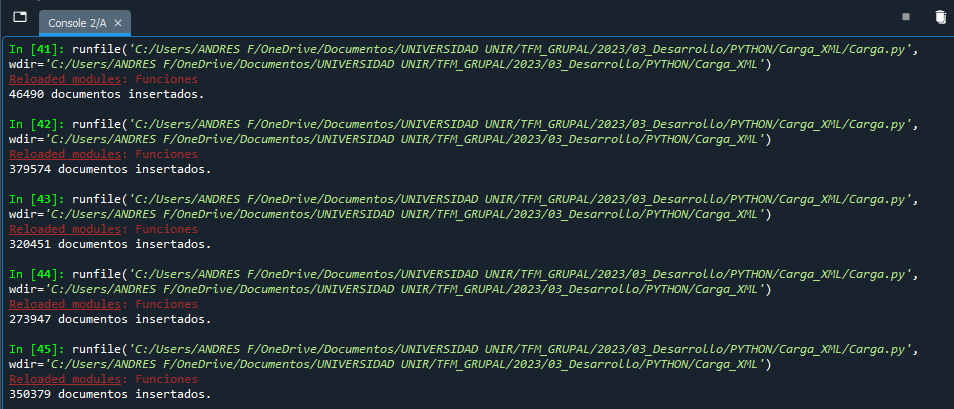 Console 2/A
In [41]: runfile('C:/Users/ANDRES F/OneDrive/Documentos/UNIVERSIDAD UNIR/TFM_GRUPAL/2023/03_Desarrollo/PYTHON/Carga_XML/Carga.py',
wdir='C:/Users/ANDRES F/OneDrive/Documentos/UNIVERSIDAD UNIR/TFM_GRUPAL/2023/03_Desarrollo/PYTHON/Carga_XML')
Reloaded modules: Funciones
46490 documentos insertados.
In [42]: runfile('C:/Users/ANDRES F/OneDrive/Documentos/UNIVERSIDAD UNIR/TFM_GRUPAL/2023/03_Desarrollo/PYTHON/Carga_XML/Carga.py',
wdir='C:/Users/ANDRES F/OneDrive/Documentos/UNIVERSIDAD UNIR/TFM_GRUPAL/2023/03_Desarrollo/PYTHON/Carga_XML')
Reloaded modules: Funciones
379574 documentos insertados.
In [43]: runfile('C:/Users/ANDRES F/OneDrive/Documentos/UNIVERSIDAD UNIR/TFM_GRUPAL/2023/03_Desarrollo/PYTHON/Carga_XML/Carga.py',
wdir='C:/Users/ANDRES F/OneDrive/Documentos/UNIVERSIDAD UNIR/TFM_GRUPAL/2023/03_Desarrollo/PYTHON/Carga_XML')
Reloaded modules: Funciones
320451 documentos insertados.
In [44]: runfile('C:/Users/ANDRES F/OneDrive/Documentos/UNIVERSIDAD UNIR/TFM_GRUPAL/2023/03_Desarrollo/PYTHON/Carga_XML/Carga.py',
wdir='C:/Users/ANDRES F/OneDrive/Documentos/UNIVERSIDAD UNIR/TFM_GRUPAL/2023/03_Desarrollo/PYTHON/Carga_XML')
Reloaded modules: Funciones
273947 documentos insertados.
In [45]: runfile('C:/Users/ANDRES F/OneDrive/Documentos/UNIVERSIDAD UNIR/TFM_GRUPAL/2023/03_Desarrollo/PYTHON/Carga_XML/Carga.py',
wdir='C:/Users/ANDRES F/OneDrive/Documentos/UNIVERSIDAD UNIR/TFM_GRUPAL/2023/03_Desarrollo/PYTHON/Carga_XML')
Reloaded modules: Funciones
350379 documentos insertados.